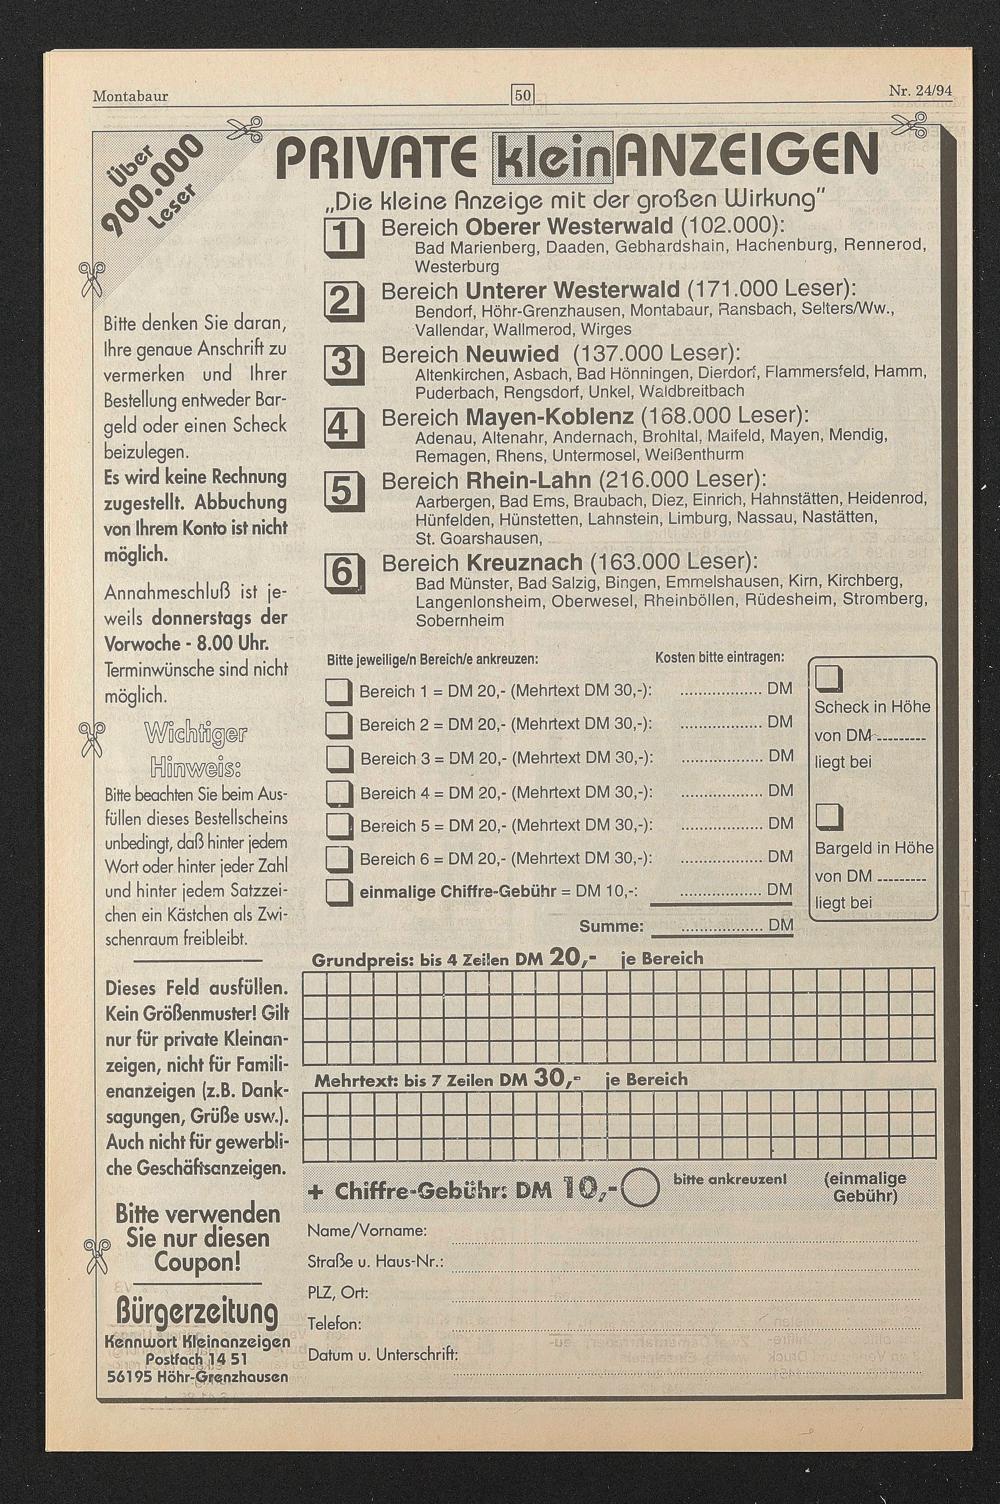 Montabaur
50
Nr. 24/94
Über
900.000
Leser
PRIVATE kleinANZEIGEN
„Die kleine Anzeige mit der großen Wirkung“
1 Bereich Oberer Westerwald (102.000):
Bad Marienberg, Daaden, Gebhardshain, Hachenburg, Rennerod,
Westerburg
2 Bereich Unterer Westerwald (171.000 Leser):
Bendorf, Höhr-Grenzhausen, Montabaur, Ransbach, Selters/Ww.,
Vallendar, Wallmerod, Wirges
3 Bereich Neuwied (137.000 Leser):
Altenkirchen, Asbach, Bad Hönningen, Dierdorf, Flammersfeld, Hamm,
Puderbach, Rengsdorf, Unkel, Waldbreitbach
4 Bereich Mayen-Koblenz (168.000 Leser):
Adenau, Altenahr, Andernach, Brohltal, Maifeld, Mayen, Mendig,
Remagen, Rhens, Untermosel, Weißenthurm
5 Bereich Rhein-Lahn (216.000 Leser):
Aarbergen, Bad Ems, Braubach, Diez, Einrich, Hahnstätten, Heidenrod,
Hünfelden, Hünstetten, Lahnstein, Limburg, Nassau, Nastätten,
St. Goarshausen,
6 Bereich Kreuznach (163.000 Leser):
Bad Münster, Bad Salzig, Bingen, Emmelshausen, Kirn, Kirchberg,
Langenlonsheim, Oberwesel, Rheinböllen, Rüdesheim, Stromberg,
Sobernheim
Bitte denken Sie daran,
Ihre genaue Anschrift zu
vermerken und Ihrer
Bestellung entweder Bar-
geld oder einen Scheck
beizulegen.
Es wird keine Rechnung
zugestellt. Abbuchung
von Ihrem Konto ist nicht
möglich.
Annahmeschluß ist je-
weils donnerstags der
Vorwoche - 8.00 Uhr.
Terminwünsche sind nicht
möglich.
Wichtiger
Hinweis:
Bitte beachten Sie beim Aus-
füllen dieses Bestellscheins
unbedingt, daß hinter jedem
Wort oder hinter jeder Zahl
und hinter jedem Satzzei-
chen ein Kästchen als Zwi-
schenraum freibleibt.
Dieses Feld ausfüllen.
Kein Größenmuster! Gilt
nur für private Kleinan-
zeigen, nicht für Famili-
enanzeigen (z.B. Dank-
sagungen, Grüße usw.).
Auch nicht für gewerbli-
che Geschäftsanzeigen.
Bitte verwenden
Sie nur diesen
Coupon!
Bürgerzeitung
Kennwort Kleinanzeigen
Postfach 14 51
56195 Höhr-Grenzhausen
Bitte jeweilige/n Bereich/e ankreuzen:
Kosten bitte eintragen:
Bereich 1 = DM 20,- (Mehrtext DM 30,-): .................. DM
Bereich 2 = DM 20,- (Mehrtext DM 30,-): .................. DM
Bereich 3 = DM 20,- (Mehrtext DM 30,-): .................. DM
Bereich 4 = DM 20,- (Mehrtext DM 30,-): .................. DM
Bereich 5 = DM 20,- (Mehrtext DM 30,-): .................. DM
Bereich 6 = DM 20,- (Mehrtext DM 30,-): .................. DM
einmalige Chiffre-Gebühr = DM 10,-: .................. DM
Summe: .................. DM
Scheck in Höhe
von DM ---------
liegt bei
Bargeld in Höhe
von DM ---------
liegt bei
Grundpreis: bis 4 Zeilen DM 20,- je Bereich
Mehrtext: bis 7 Zeilen DM 30,- je Bereich
+ Chiffre-Gebühr: DM 10,- bitte ankreuzen! (einmalige
Gebühr)
Name/Vorname:
Straße u. Haus-Nr.:
PLZ, Ort:
Telefon:
Datum u. Unterschrift: